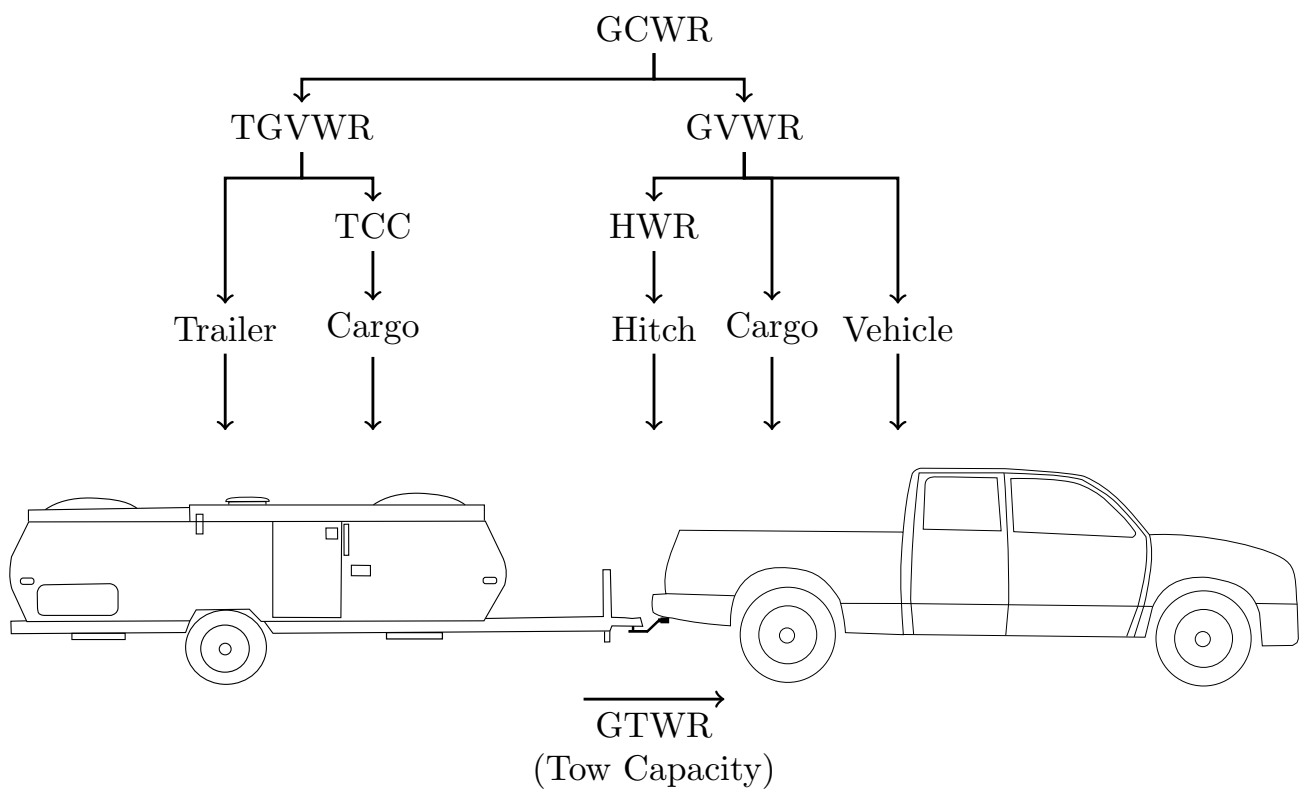 GCWR
TGVWR GVWR
TCC HWR
Trailer Cargo Hitch Cargo Vehicle
GTWR
(Tow Capacity)